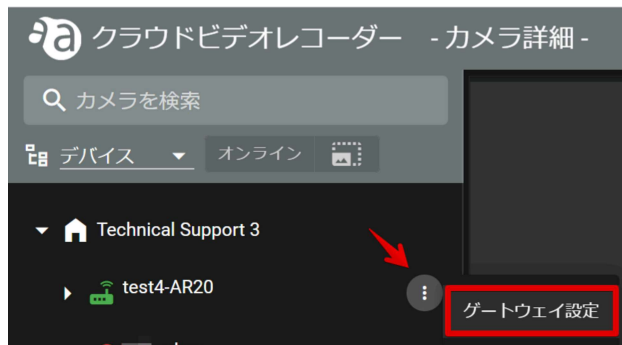 クラウドビデオレコーダー - カメラ詳細 -
カメラを検索
デバイス オンライン
Technical Support 3
test4-AR20
ゲートウェイ設定